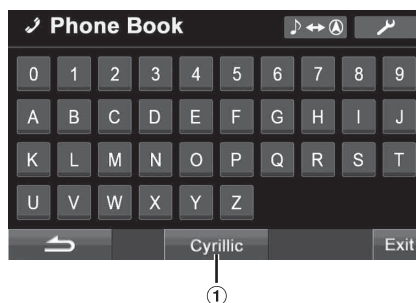 Phone Book
0 1 2 3 4 5 6 7 8 9
A B C D E F G H I J
K L M N O P Q R S T
U V W X Y Z
Cyrillic Exit
1